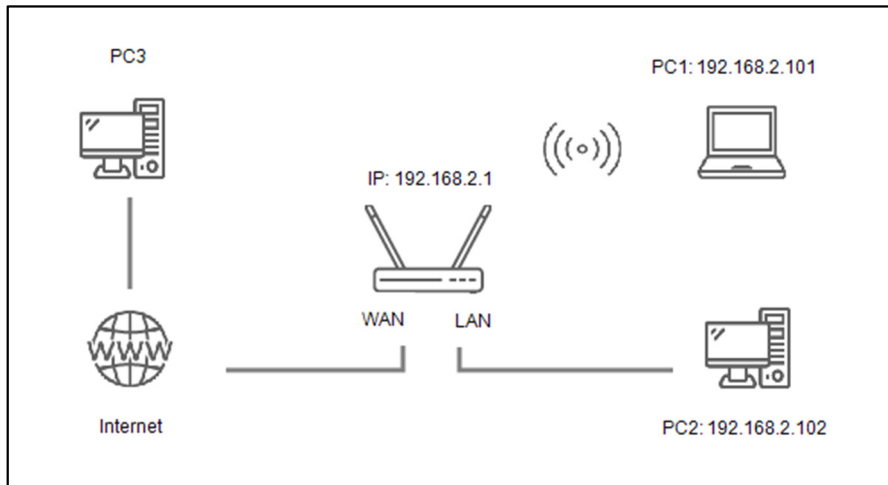 PC3
PC1: 192.168.2.101
IP: 192.168.2.1
WAN
LAN
WWW
Internet
PC2: 192.168.2.102